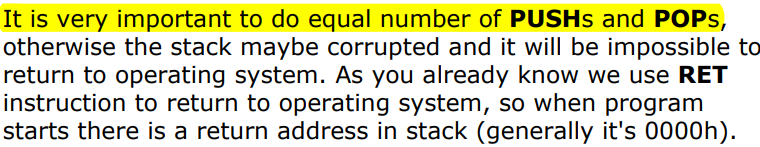 It is very important to do equal number of PUSHs and POPs,
otherwise the stack maybe corrupted and it will be impossible to
return to operating system. As you already know we use RET
instruction to return to operating system, so when program
starts there is a return address in stack (generally it's 0000h).